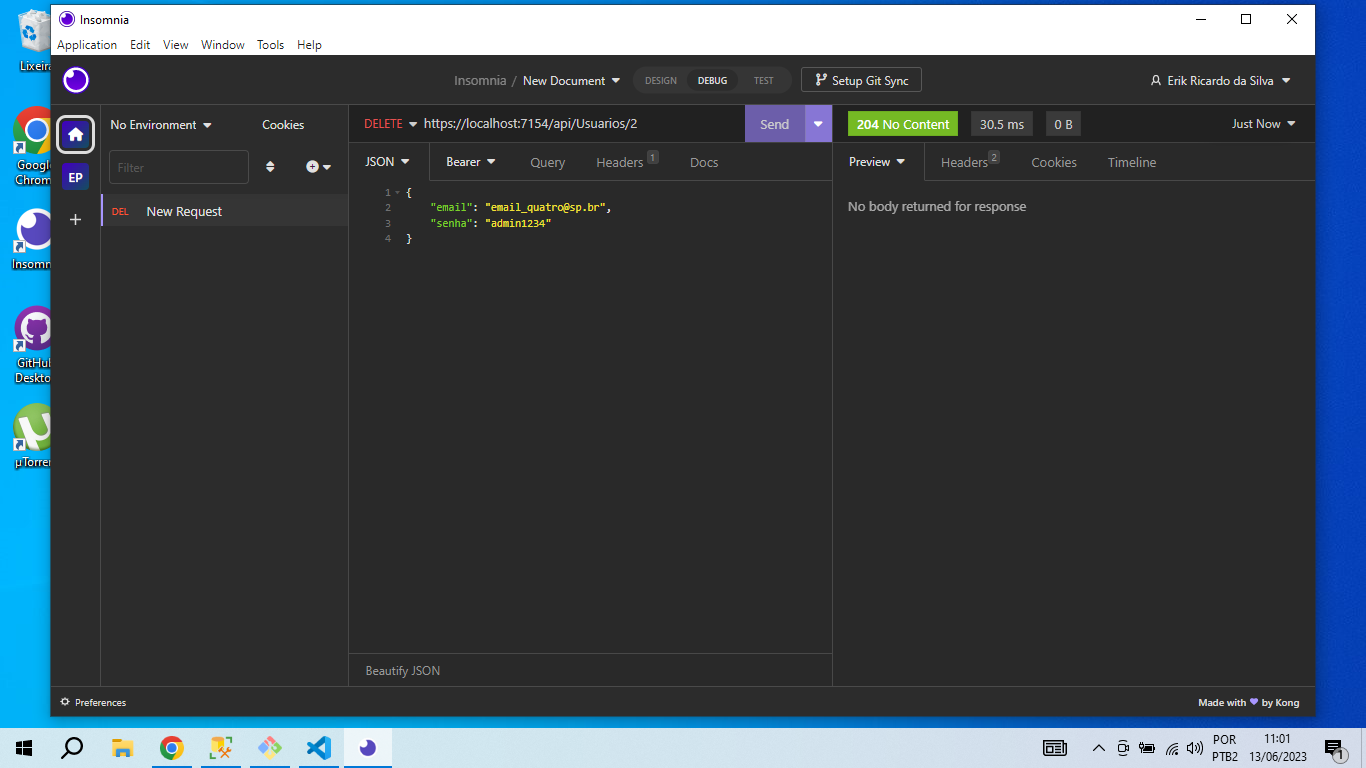 Insomnia
Application Edit View Window Tools Help
Insomnia / New Document DESIGN DEBUG TEST Setup Git Sync Erik Ricardo da Silva
No Environment Cookies
DELETE https://localhost:7154/api/Usuarios/2 Send
204 No Content 30.5 ms 0 B Just Now
Filter
JSON Bearer Query Headers 1 Docs
Preview Headers 2 Cookies Timeline
EP
DEL New Request
1 {
2 "email": "email_quatro@sp.br",
3 "senha": "admin1234"
4 }
No body returned for response
Beautify JSON
Preferences
Made with by Kong
Lixeira
Google
Chrom
Insomn
GitHub
Deskto
µTorren
POR
PTB2
11:01
13/06/2023
1